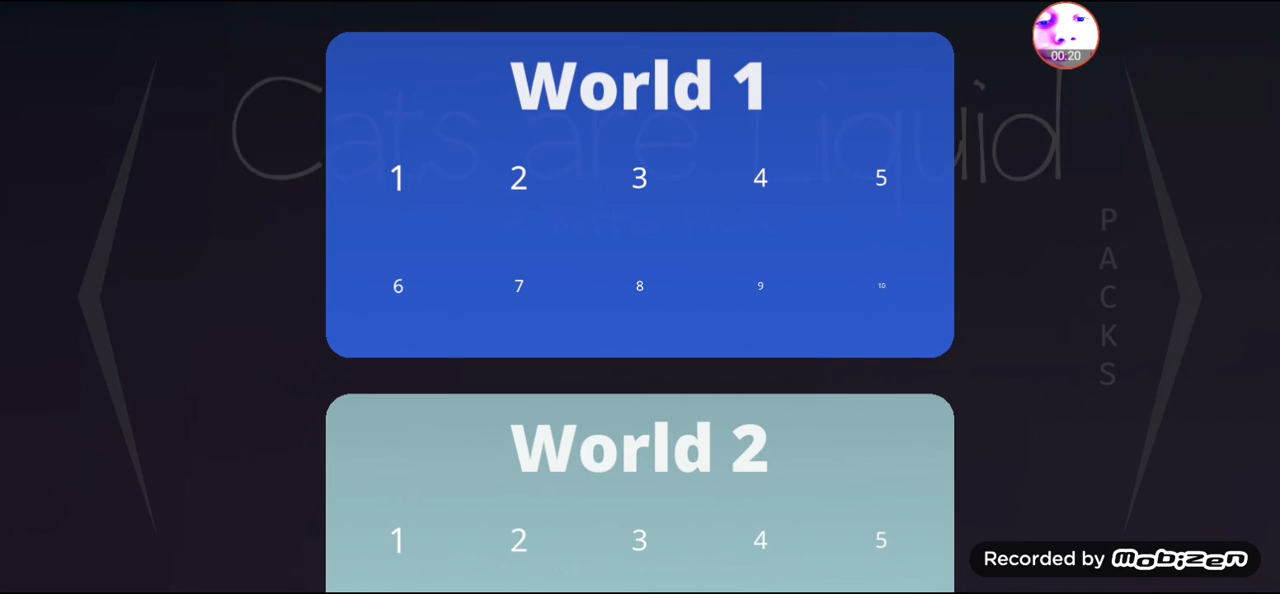 Cats are Liquid
World 1
00:20
1 2 3 4 5
6 7 8 9 10
PACKS
World 2
1 2 3 4 5
Recorded by mobizen